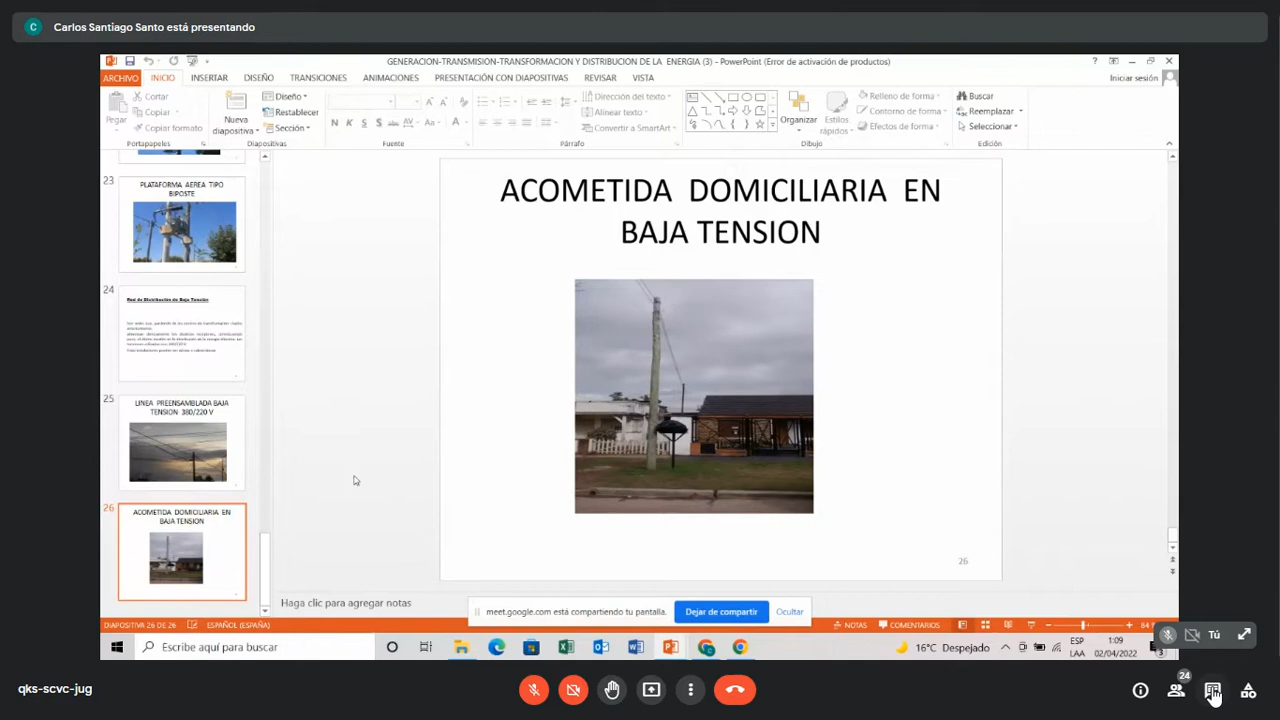 C Carlos Santiago Santo está presentando
GENERACION-TRANSMISION-TRANSFORMACION Y DISTRIBUCION DE LA ENERGIA (3) - PowerPoint (Error de activación de productos)
ARCHIVO INICIO INSERTAR DISEÑO TRANSICIONES ANIMACIONES PRESENTACIÓN CON DIAPOSITIVAS REVISAR VISTA Iniciar sesión
Pegar
Cortar
Copiar
Copiar formato
Portapapeles
Nueva
diapositiva
Diseño
Restablecer
Sección
Diapositivas
N K S S abc AV Aa A
Fuente
Dirección del texto
Alinear texto
Convertir a SmartArt
Párrafo
Organizar
Estilos
rápidos
Relleno de forma
Contorno de forma
Efectos de forma
Dibujo
Buscar
Reemplazar
Seleccionar
Edición
23
PLATAFORMA AEREA TIPO
BIPOSTE
24
Red de Distribución de Baja Tensión
25
LINEA PREENSAMBLADA BAJA
TENSION 380/220 V
26
ACOMETIDA DOMICILIARIA EN
BAJA TENSION
ACOMETIDA DOMICILIARIA EN
BAJA TENSION
26
Haga clic para agregar notas
meet.google.com está compartiendo tu pantalla. Dejar de compartir Ocultar
DIAPOSITIVA 26 DE 26 ESPAÑOL (ESPAÑA) NOTAS COMENTARIOS 84
Tú
Escribe aquí para buscar
16°C Despejado
ESP
LAA
1:09
02/04/2022
3
qks-scvc-jug
24